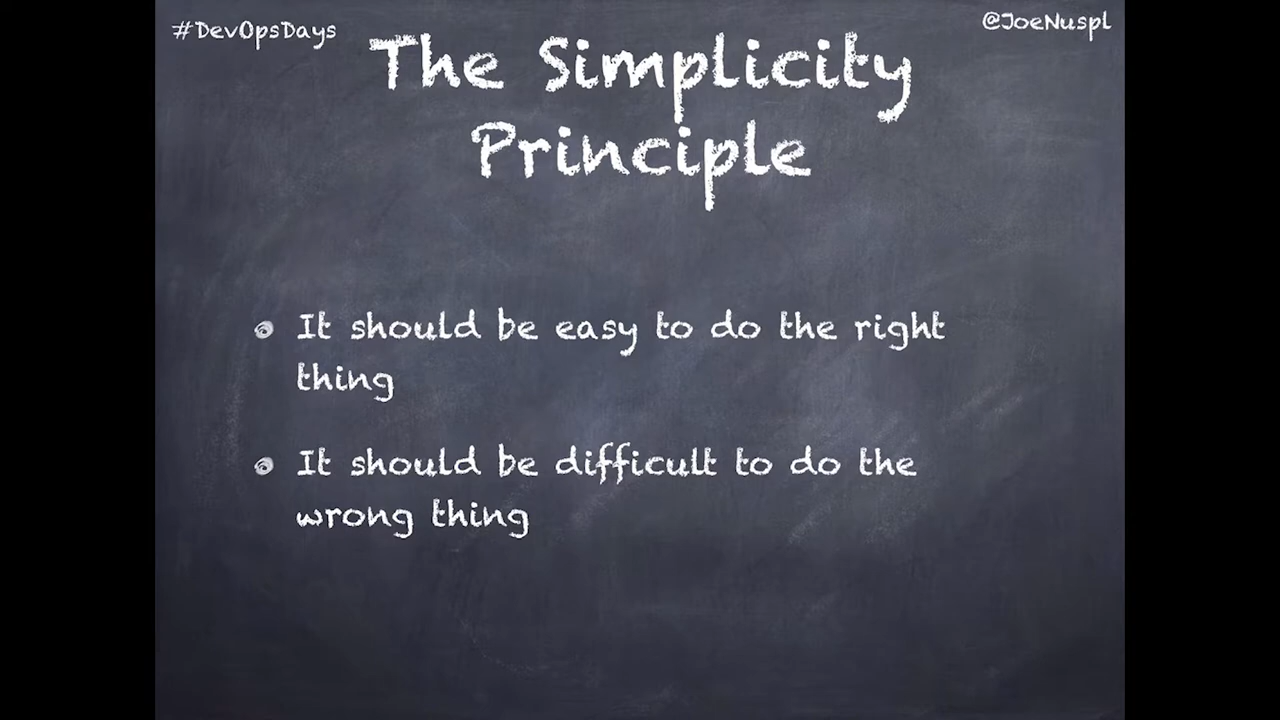 #DevOpsDays
@JoeNuspl
The Simplicity
Principle
It should be easy to do the right
thing
It should be difficult to do the
wrong thing